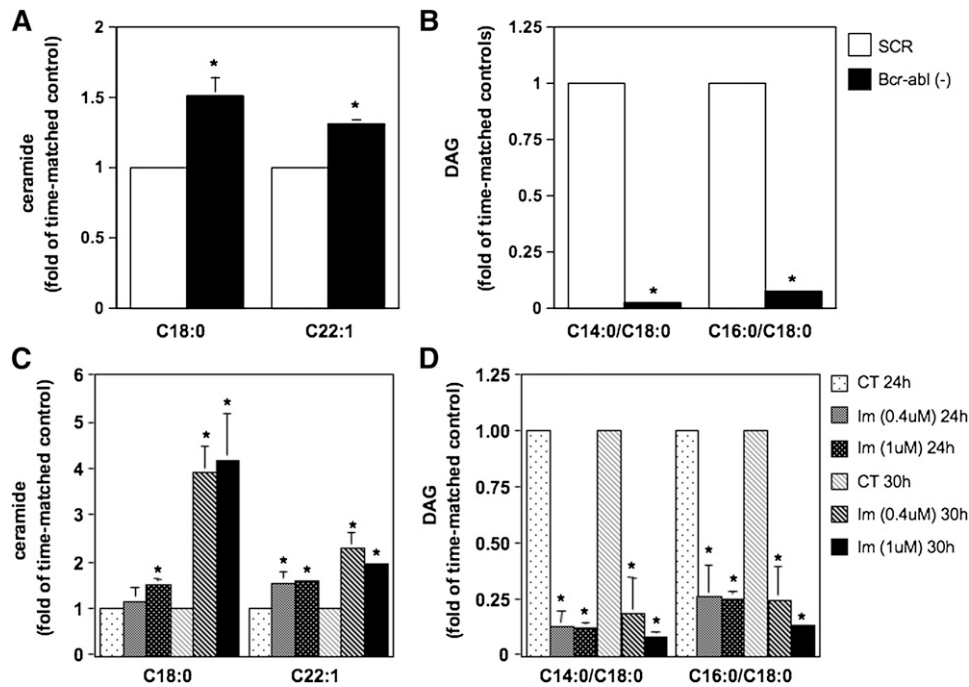 A
ceramide
(fold of time-matched control)
2
1.5
1
0.5
0
*
*
C18:0
C22:1
B
DAG
(fold of time-matched controls)
1.25
1
0.75
0.5
0.25
0
*
*
C14:0/C18:0
C16:0/C18:0
SCR
Bcr-abl (-)
C
ceramide
(fold of time-matched control)
6
5
4
3
2
1
0
*
*
*
*
*
*
*
C18:0
C22:1
D
DAG
(fold of time-matched control)
1.25
1.00
0.75
0.50
0.25
0
*
*
*
*
*
*
*
*
C14:0/C18:0
C16:0/C18:0
CT 24h
Im (0.4uM) 24h
Im (1uM) 24h
CT 30h
Im (0.4uM) 30h
Im (1uM) 30h